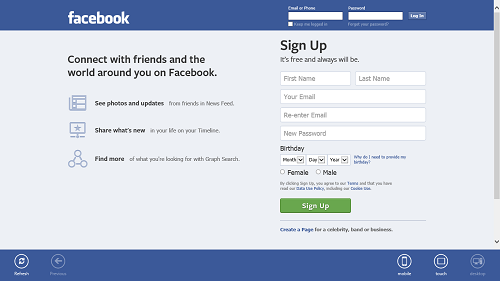 facebook
Email or Phone
Password
Log In
Keep me logged in
Forgot your password?
Connect with friends and the
world around you on Facebook.
See photos and updates from friends in News Feed.
Share what's new in your life on your Timeline.
Find more of what you're looking for with Graph Search.
Sign Up
It's free and always will be.
First Name
Last Name
Your Email
Re-enter Email
New Password
Birthday
Month
Day
Year
Why do I need to provide my
birthday?
Female
Male
By clicking Sign Up, you agree to our Terms and that you have
read our Data Use Policy, including our Cookie Use.
Sign Up
Create a Page for a celebrity, band or business.
Refresh
Previous
mobile
touch
desktop